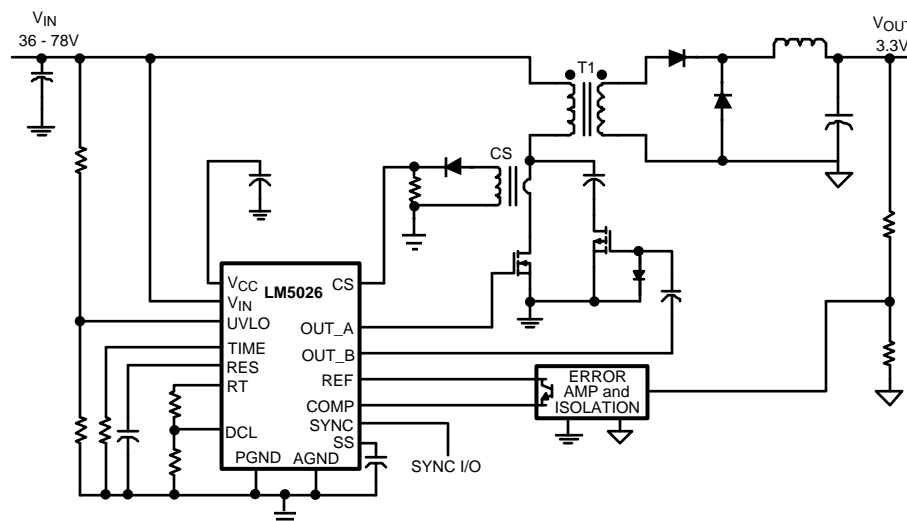 VIN
36 - 78V
VOUT
3.3V
T1
CS
LM5026
VCC
VIN
UVLO
TIME
RES
RT
DCL
PGND
AGND
CS
OUT_A
OUT_B
REF
COMP
SYNC
SS
SYNC I/O
ERROR
AMP and
ISOLATION